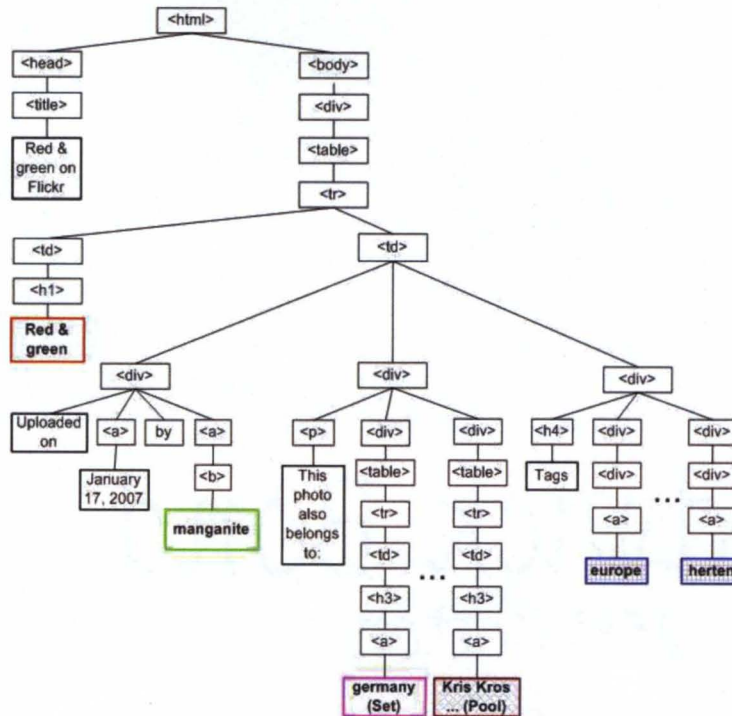 <html>
<head> <body>
<title> <div>
Red &
green on
Flickr
<table>
<tr>
<td> <td>
<h1>
Red &
green
<div> <div> <div>
Uploaded
on
<a> by <a>
<p> <div> <div>
<h4> <div> <div>
January
17, 2007
<b>
manganite
This
photo
also
belongs
to:
<table> <table>
<tr> <tr>
<td> <td>
...
<h3> <h3>
<a> <a>
germany
(Set)
Kris Kros
... (Pool)
Tags
<div> <div>
...
<a> <a>
europe herten